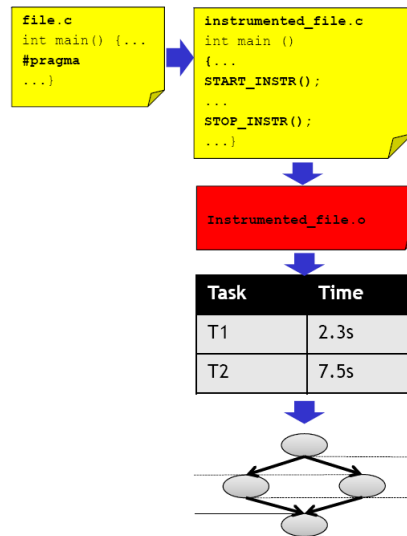 file.c
int main() {...
#pragma
...}
instrumented_file.c
int main ()
{...
START_INSTR();
...
STOP_INSTR();
...}
Instrumented_file.o
Task Time
T1 2.3s
T2 7.5s